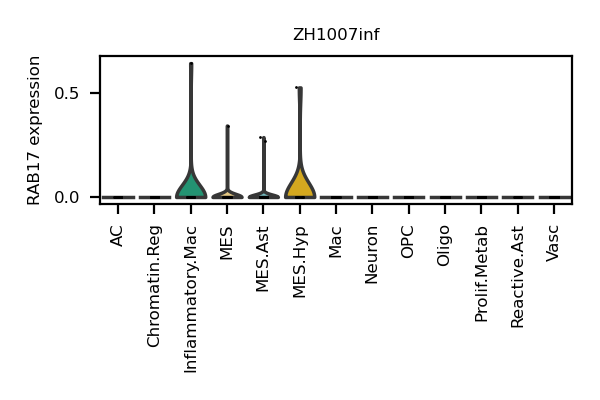 ZH1007inf
RAB17 expression
0.5
0.0
AC
Chromatin.Reg
Inflammatory.Mac
MES
MES.Ast
MES.Hyp
Mac
Neuron
OPC
Oligo
Prolif.Metab
Reactive.Ast
Vasc